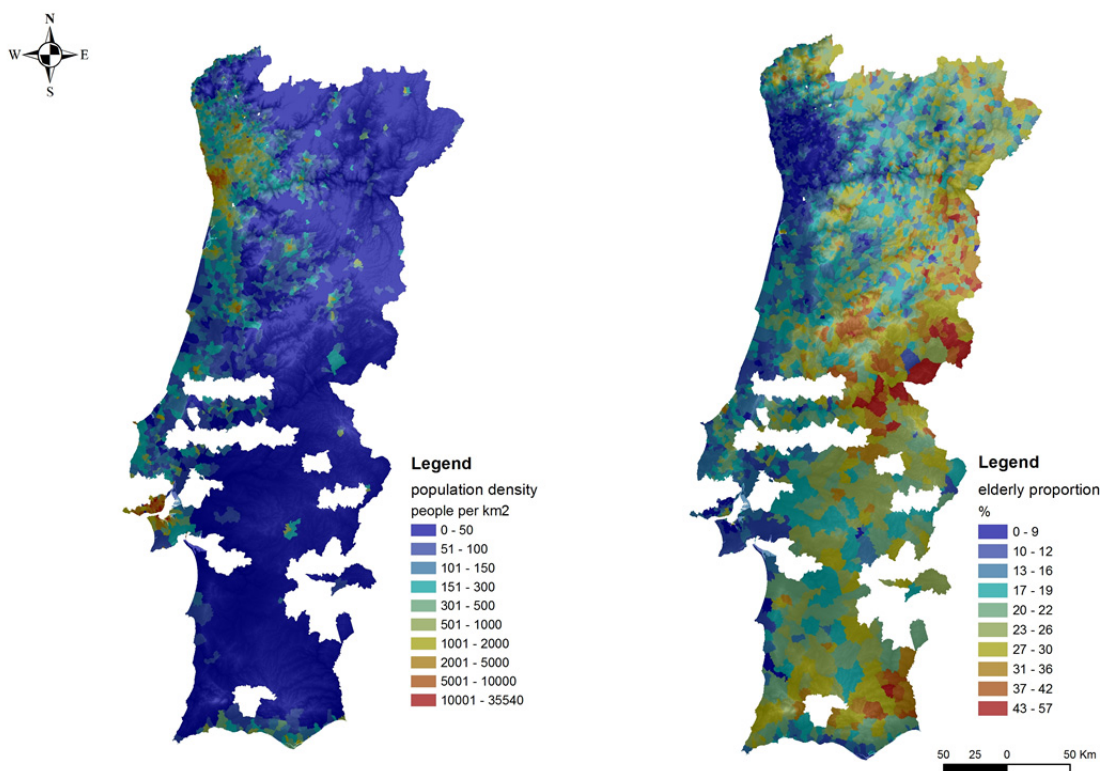 N
W E
S
Legend
population density
people per km2
0 - 50
51 - 100
101 - 150
151 - 300
301 - 500
501 - 1000
1001 - 2000
2001 - 5000
5001 - 10000
10001 - 35540
Legend
elderly proportion
%
0 - 9
10 - 12
13 - 16
17 - 19
20 - 22
23 - 26
27 - 30
31 - 36
37 - 42
43 - 57
50 25 0 50 Km